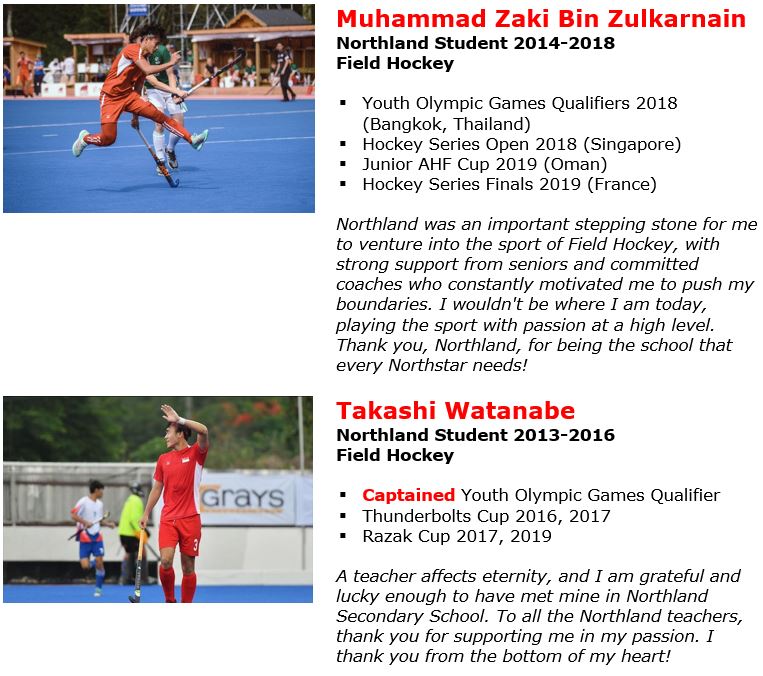 Muhammad Zaki Bin Zulkarnain
Northland Student 2014-2018
Field Hockey
▪ Youth Olympic Games Qualifiers 2018
(Bangkok, Thailand)
▪ Hockey Series Open 2018 (Singapore)
▪ Junior AHF Cup 2019 (Oman)
▪ Hockey Series Finals 2019 (France)
Northland was an important stepping stone for me
to venture into the sport of Field Hockey, with
strong support from seniors and committed
coaches who constantly motivated me to push my
boundaries. I wouldn't be where I am today,
playing the sport with passion at a high level.
Thank you, Northland, for being the school that
every Northstar needs!
GRAYS
3
Takashi Watanabe
Northland Student 2013-2016
Field Hockey
▪ Captained Youth Olympic Games Qualifier
▪ Thunderbolts Cup 2016, 2017
▪ Razak Cup 2017, 2019
A teacher affects eternity, and I am grateful and
lucky enough to have met mine in Northland
Secondary School. To all the Northland teachers,
thank you for supporting me in my passion. I
thank you from the bottom of my heart!